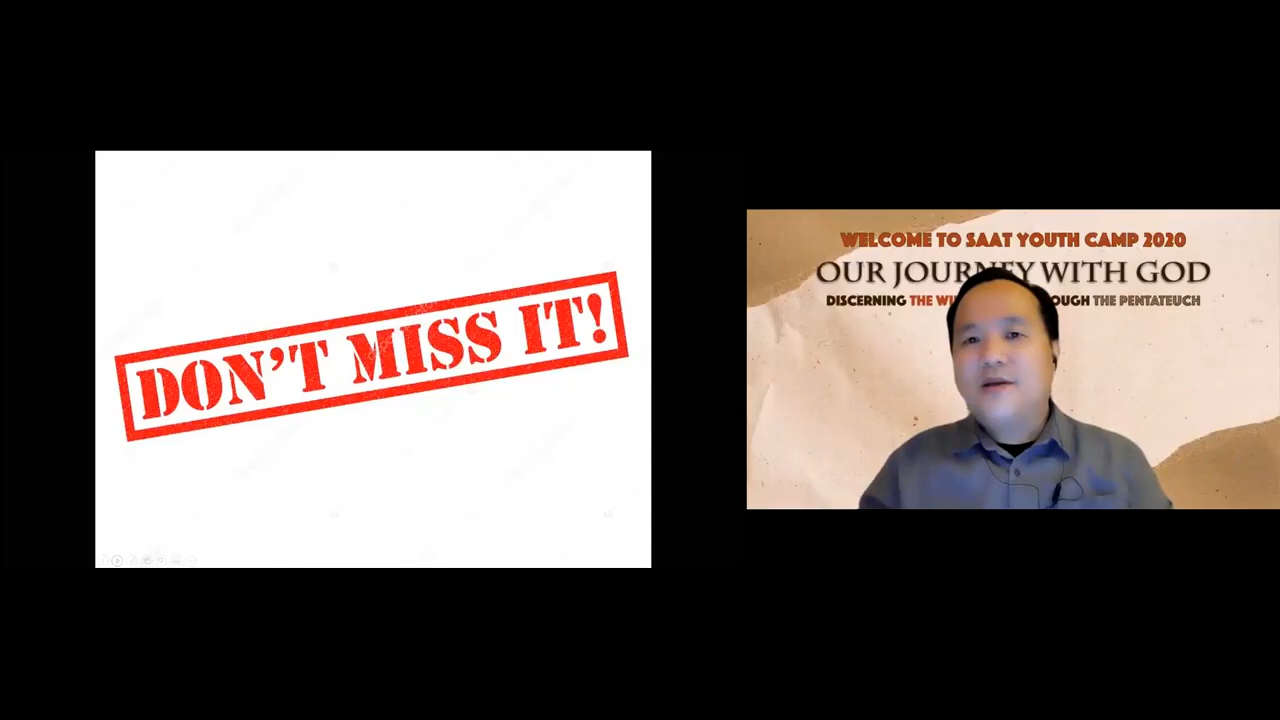 DON'T MISS IT!
WELCOME TO SAAT YOUTH CAMP 2020
OUR JOURNEY WITH GOD
DISCERNING THE
THE PENTATEUCH